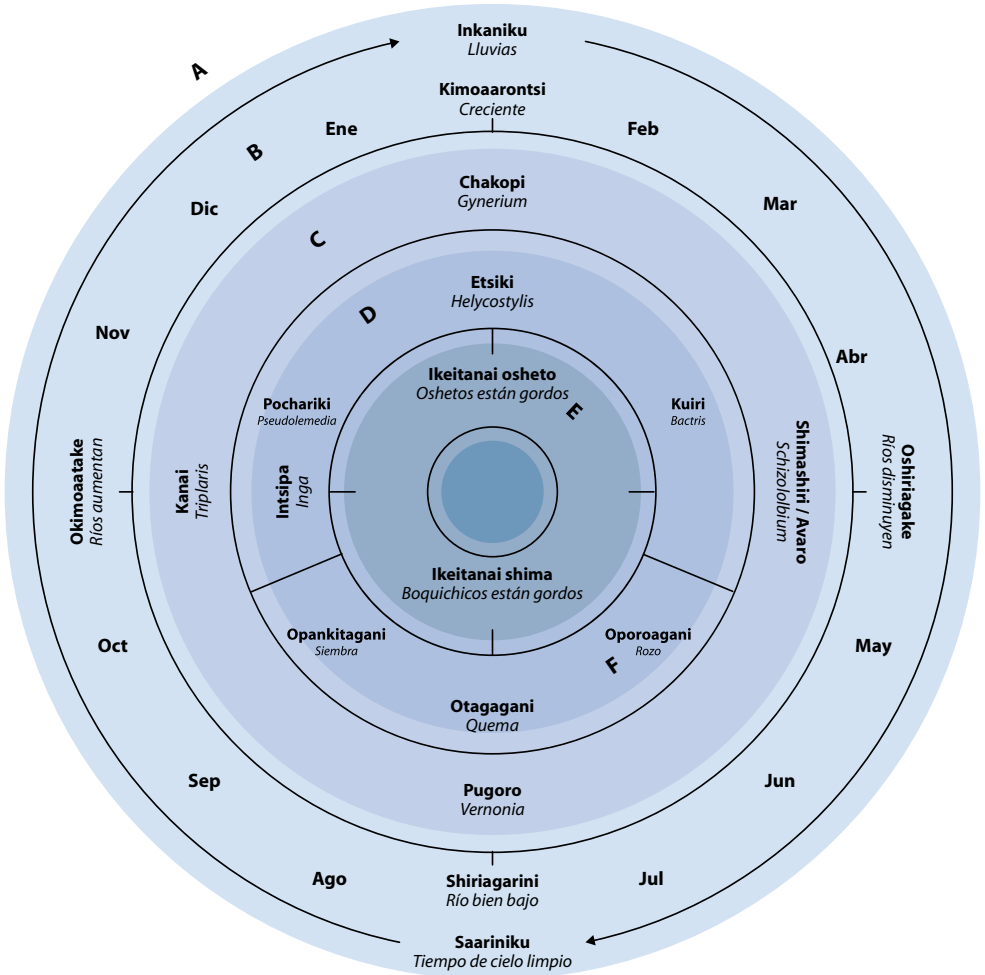 Inkaniku
Lluvias
A
Kimoaarontsi
Creciente
Ene
Feb
B
Dic
Mar
Chakopi
Gynerium
C
Etsiki
Helycostylis
D
Nov
Abr
Ikeitanai osheto
Oshetos están gordos
E
Pochariki
Pseudolemedia
Kuiri
Bactris
Okimoaatake
Ríos aumentan
Kanai
Triplaris
Intsipa
Inga
Shimashiri / Avaro
Schizololbium
Oshiriagake
Ríos disminuyen
Ikeitanai shima
Boquichicos están gordos
Opankitagani
Siembra
Oporoagani
Rozo
F
Oct
May
Otagagani
Quema
Sep
Jun
Pugoro
Vernonia
Ago
Jul
Shiriagarini
Río bien bajo
Saariniku
Tiempo de cielo limpio